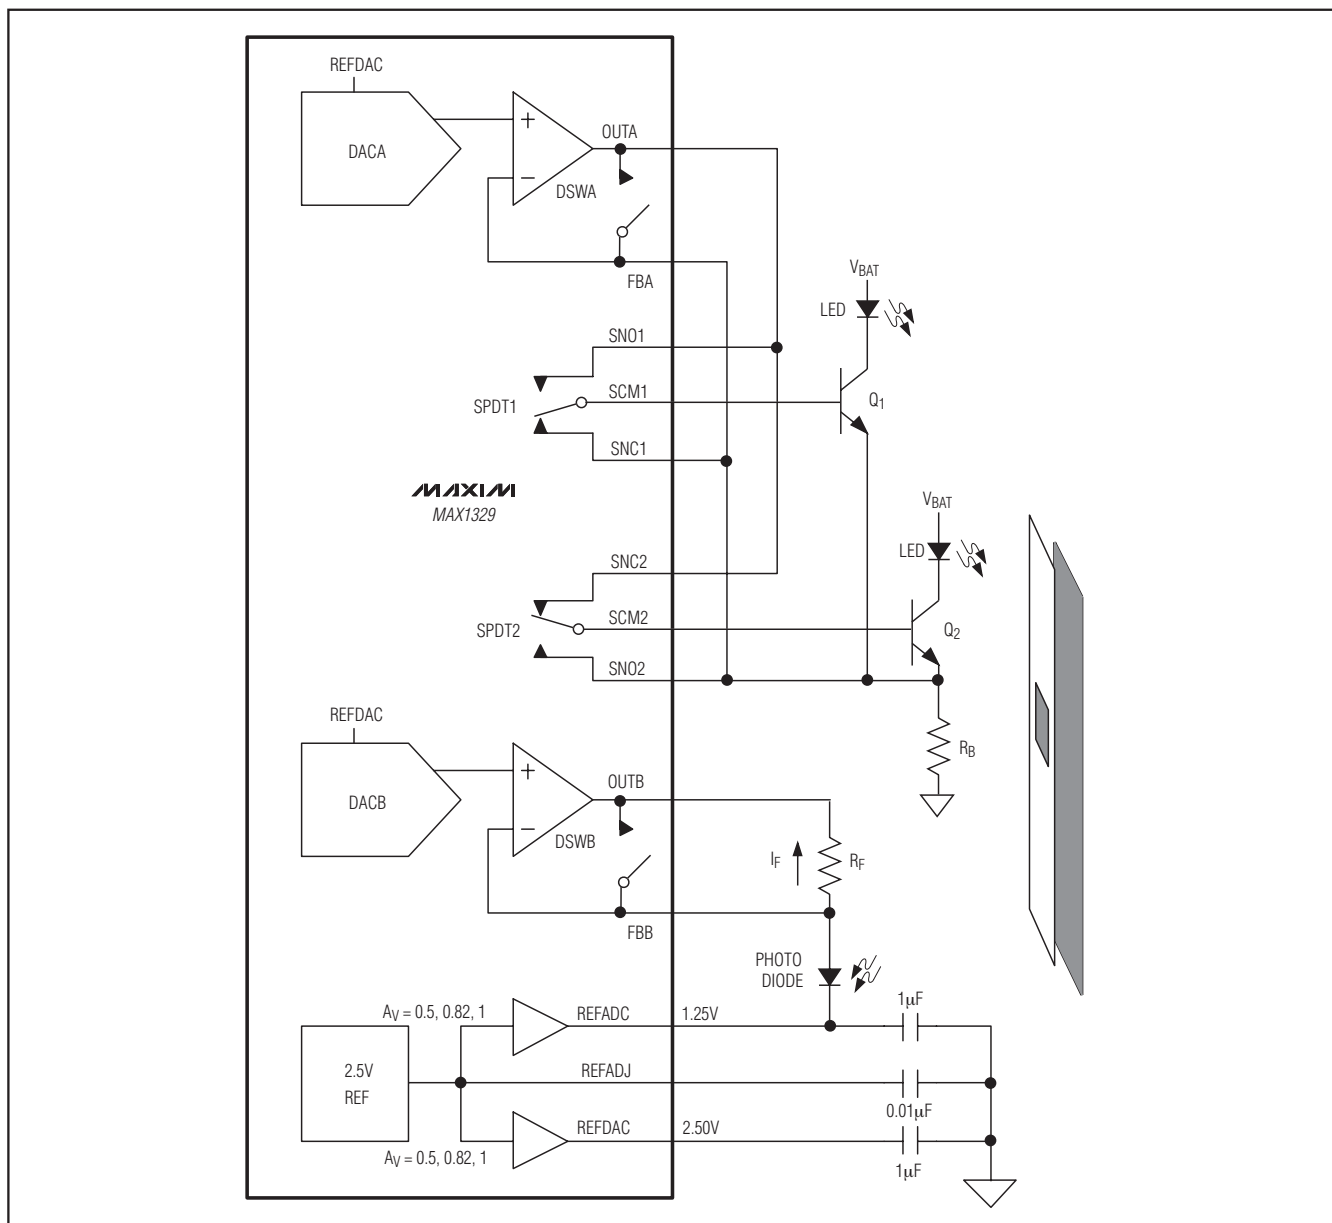 REFDAC
DACA
+
−
OUTA
DSWA
FBA
VBAT
LED
SNO1
SCM1
SPDT1
Q1
SNC1
MAXIM
MAX1329
VBAT
LED
SNC2
SCM2
SPDT2
Q2
SNO2
REFDAC
RB
DACB
+
−
OUTB
DSWB
IF
RF
FBB
PHOTO
DIODE
AV = 0.5, 0.82, 1
REFADC
1.25V
1µF
2.5V
REF
REFADJ
0.01µF
REFDAC
2.50V
AV = 0.5, 0.82, 1
1µF